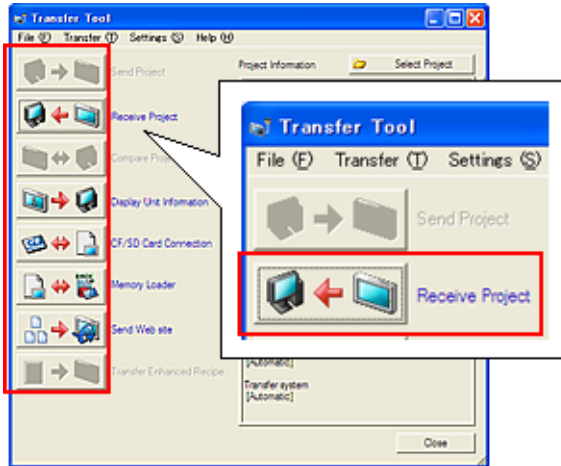 Transfer Tool
File (F) Transfer (T) Settings (S) Help (H)
Send Project
Receive Project
Compare Project
Display Unit Information
CF/SD Card Connection
Memory Loader
Send Web site
Transfer Enhanced Recipe
Project Information
Select Project
Transfer Tool
File (F) Transfer (T) Settings (S)
Send Project
Receive Project
[Automatic]
Transfer system
[Automatic]
Close